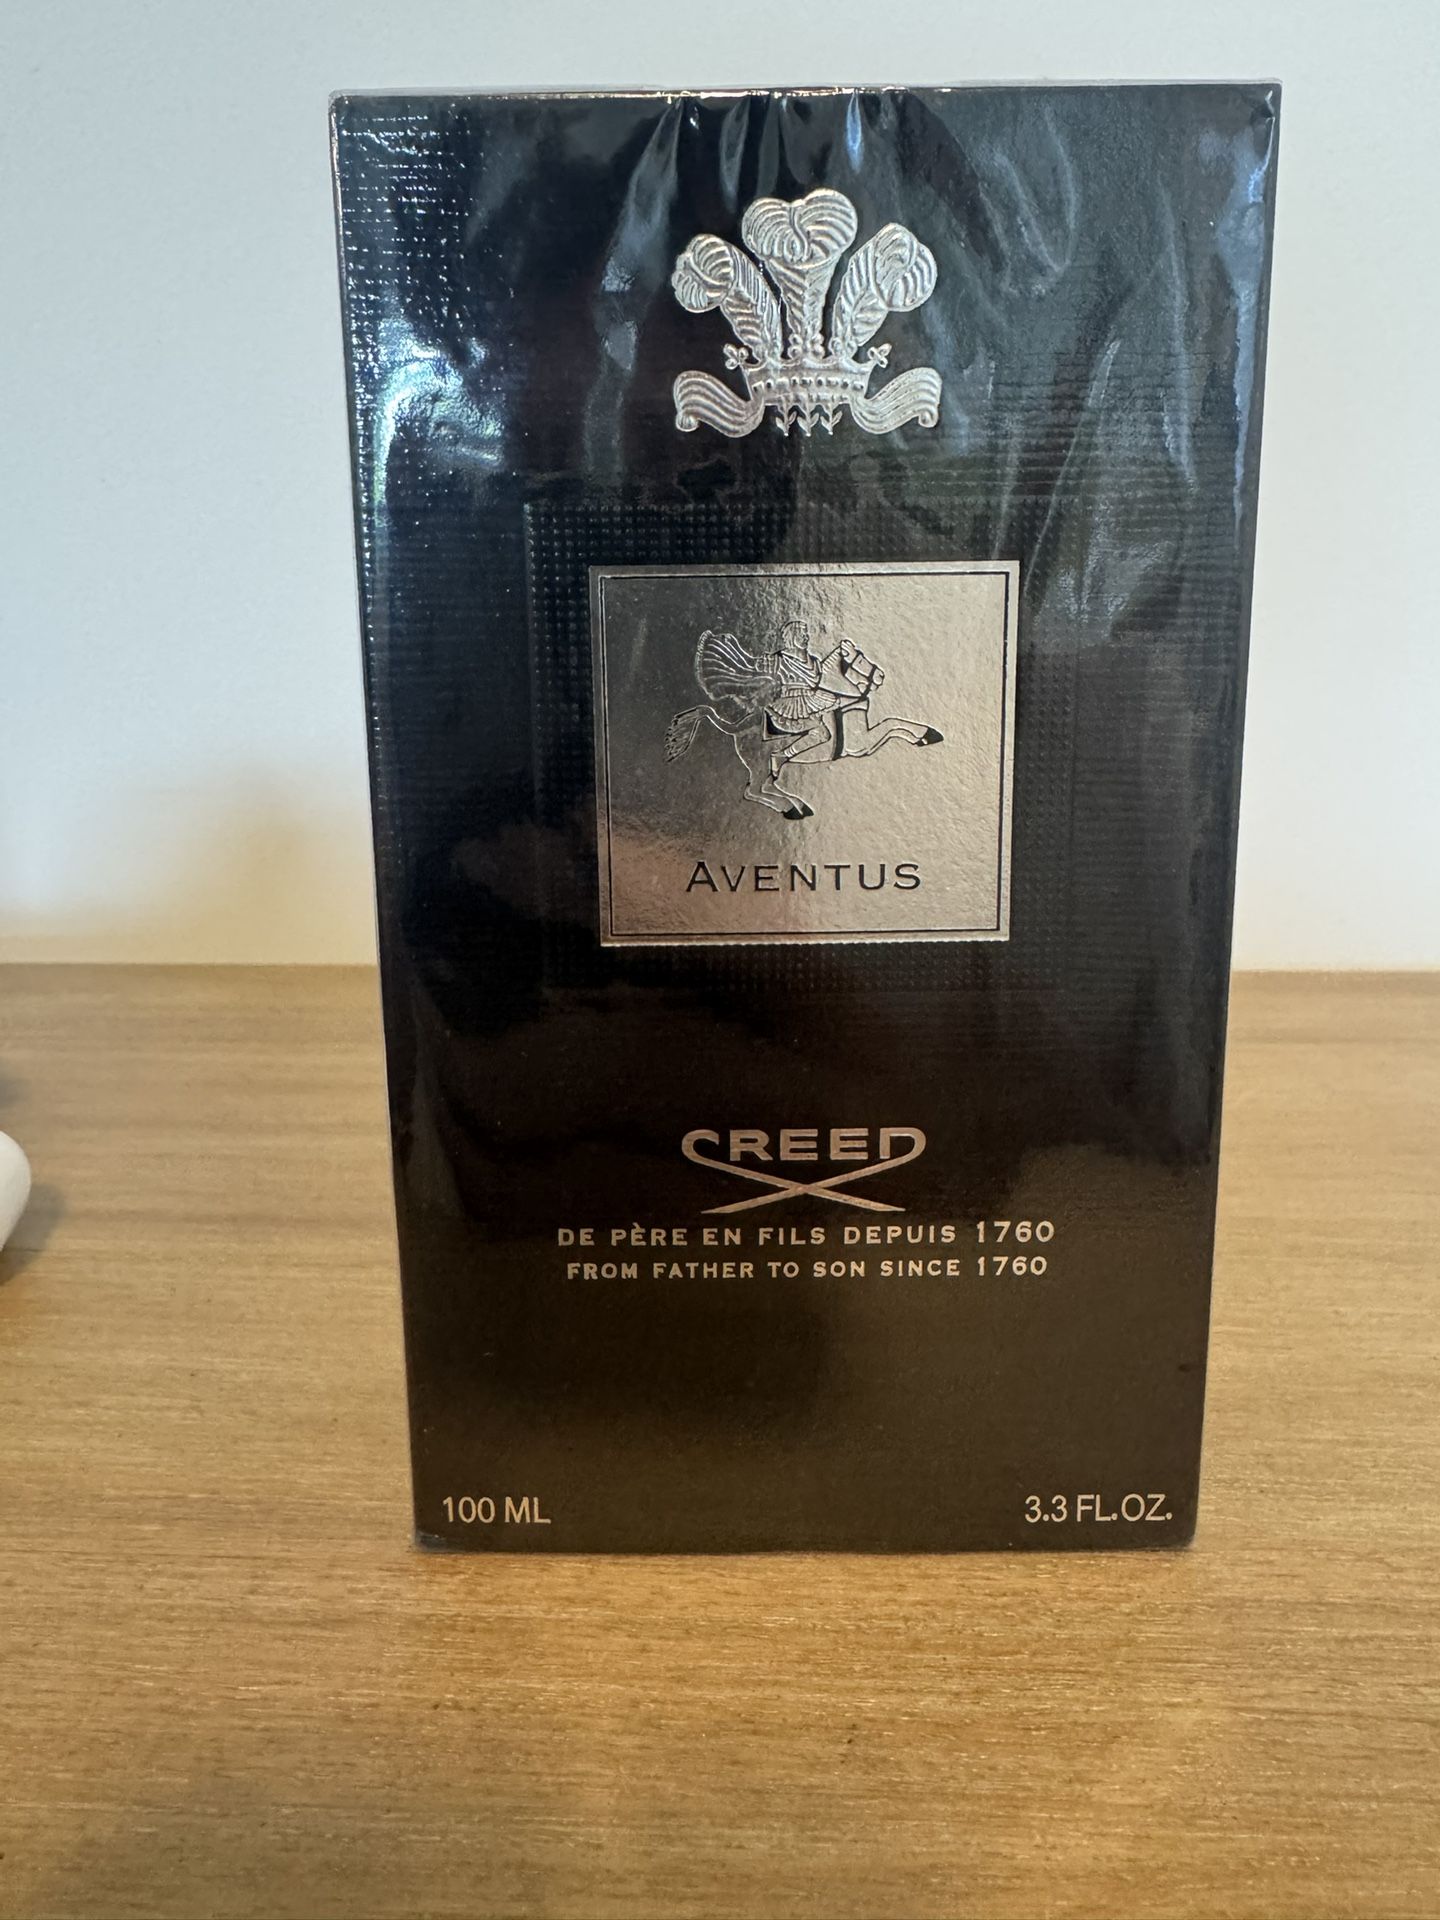 AVENTUS
CREED
DE PÈRE EN FILS DEPUIS 1760
FROM FATHER TO SON SINCE 1760
100 ML 3.3 FL.OZ.